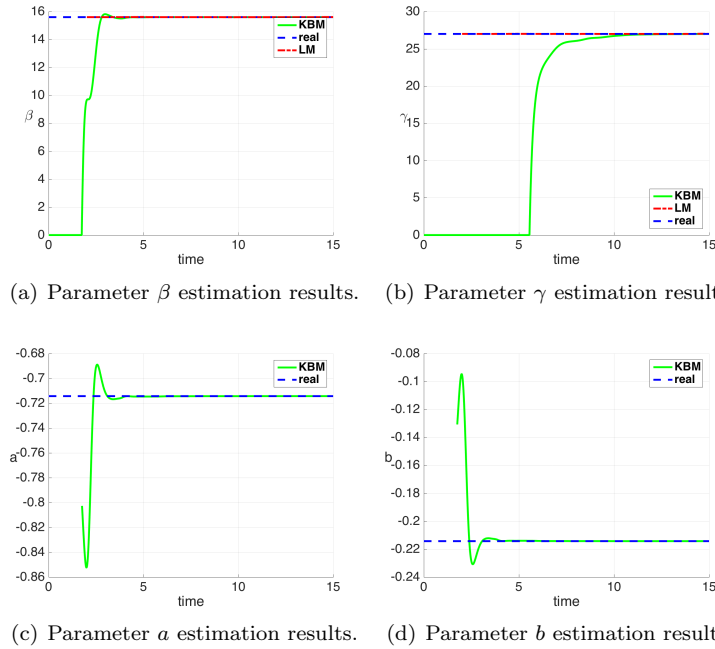 16
14
12
10
8
6
4
2
0
β
0
5
10
15
time
KBM
real
LM
30
25
20
15
10
5
0
γ
0
5
10
15
time
KBM
LM
real
(a) Parameter β estimation results.
(b) Parameter γ estimation result
-0.68
-0.7
-0.72
-0.74
-0.76
-0.78
-0.8
-0.82
-0.84
-0.86
a
0
5
10
15
time
KBM
real
-0.08
-0.1
-0.12
-0.14
-0.16
-0.18
-0.2
-0.22
-0.24
b
0
5
10
15
time
KBM
real
(c) Parameter a estimation results.
(d) Parameter b estimation result